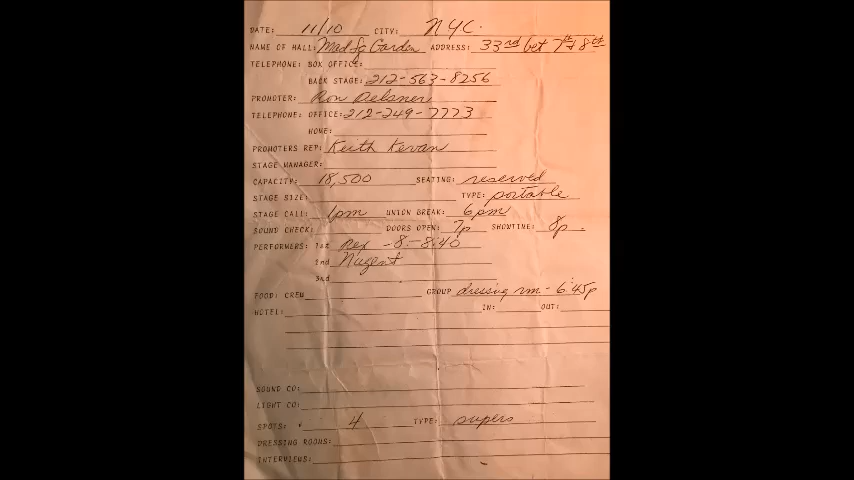 DATE: 11/10 CITY: NYC.
NAME OF HALL: Mad Sq Garden ADDRESS: 33rd bet 7th & 8th
TELEPHONE: BOX OFFICE:
BACK STAGE: 212-563-8256
PROMOTER: Ron Delsner
TELEPHONE: OFFICE: 212-249-7773
HOME:
PROMOTERS REP: Keith Kevan
STAGE MANAGER:
CAPACITY: 18,500 SEATING: reserved
STAGE SIZE: TYPE: portable
STAGE CALL: 1pm UNION BREAK: 6pm
SOUND CHECK: DOORS OPEN: 7p SHOWTIME: 8p.
PERFORMERS: 1st Rex - 8 - 8:40
2nd Nugent
3rd
FOOD: CREW GROUP dressing rm - 6:45p
HOTEL: IN: OUT:
SOUND CO:
LIGHT CO:
SPOTS: 4 TYPE: supers
DRESSING ROOMS:
INTERVIEWS: